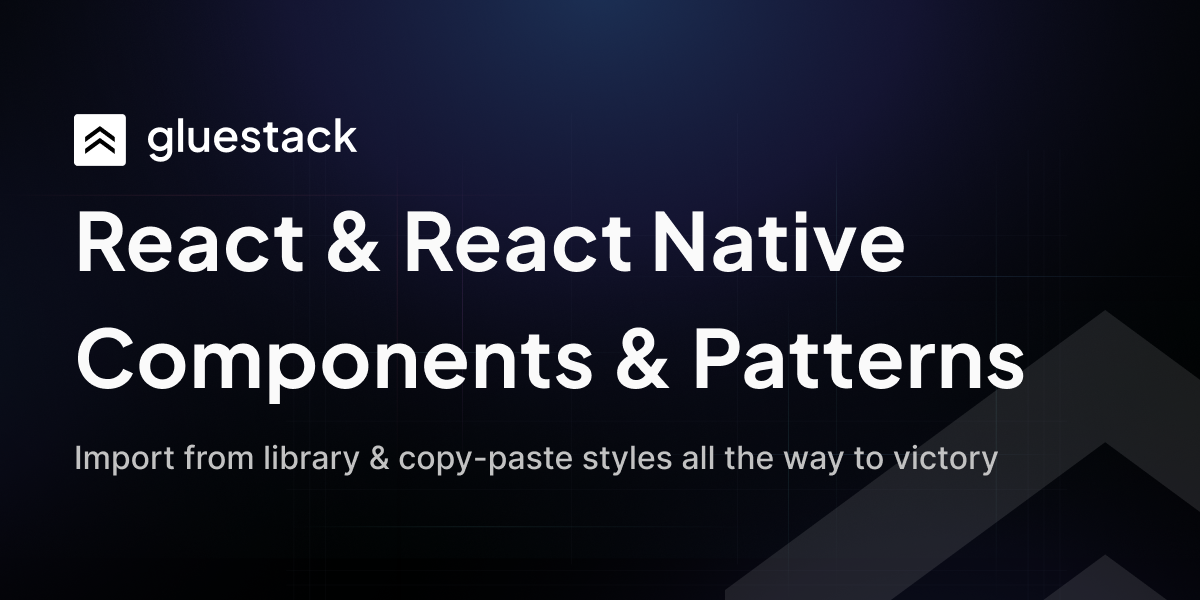 gluestack
React & React Native
Components & Patterns
Import from library & copy-paste styles all the way to victory